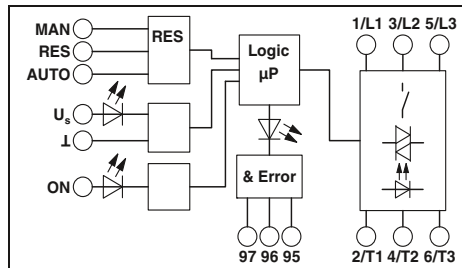 MAN
RES
AUTO
RES
Us
⊥
ON
Logic
µP
& Error
97 96 95
1/L1 3/L2 5/L3
2/T1 4/T2 6/T3